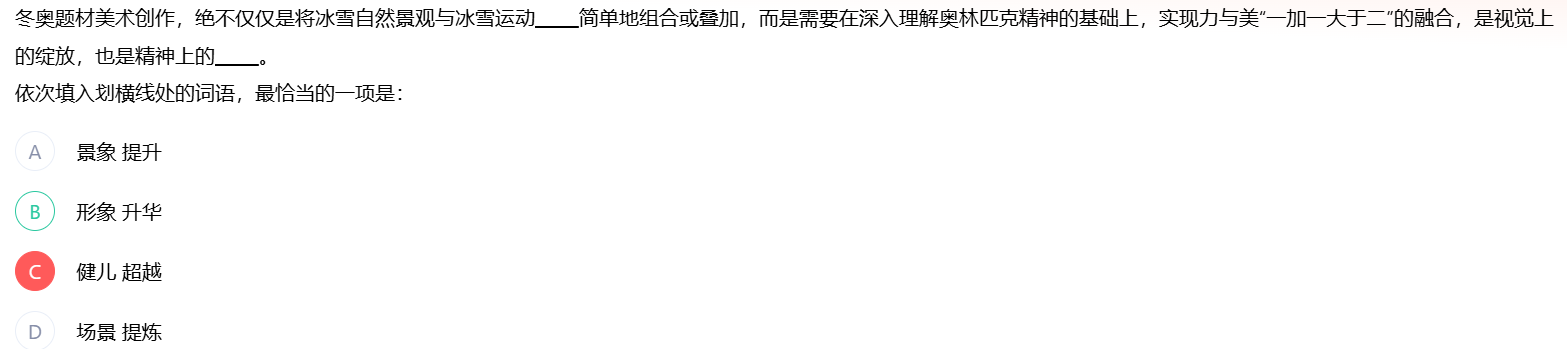 冬奥题材美术创作，绝不仅仅是将冰雪自然景观与冰雪运动____简单地组合或叠加，而是需要在深入理解奥林匹克精神的基础上，实现力与美“一加一大于二”的融合，是视觉上
的绽放，也是精神上的____。
依次填入划横线处的词语，最恰当的一项是：
A 景象 提升
B 形象 升华
C 健儿 超越
D 场景 提炼